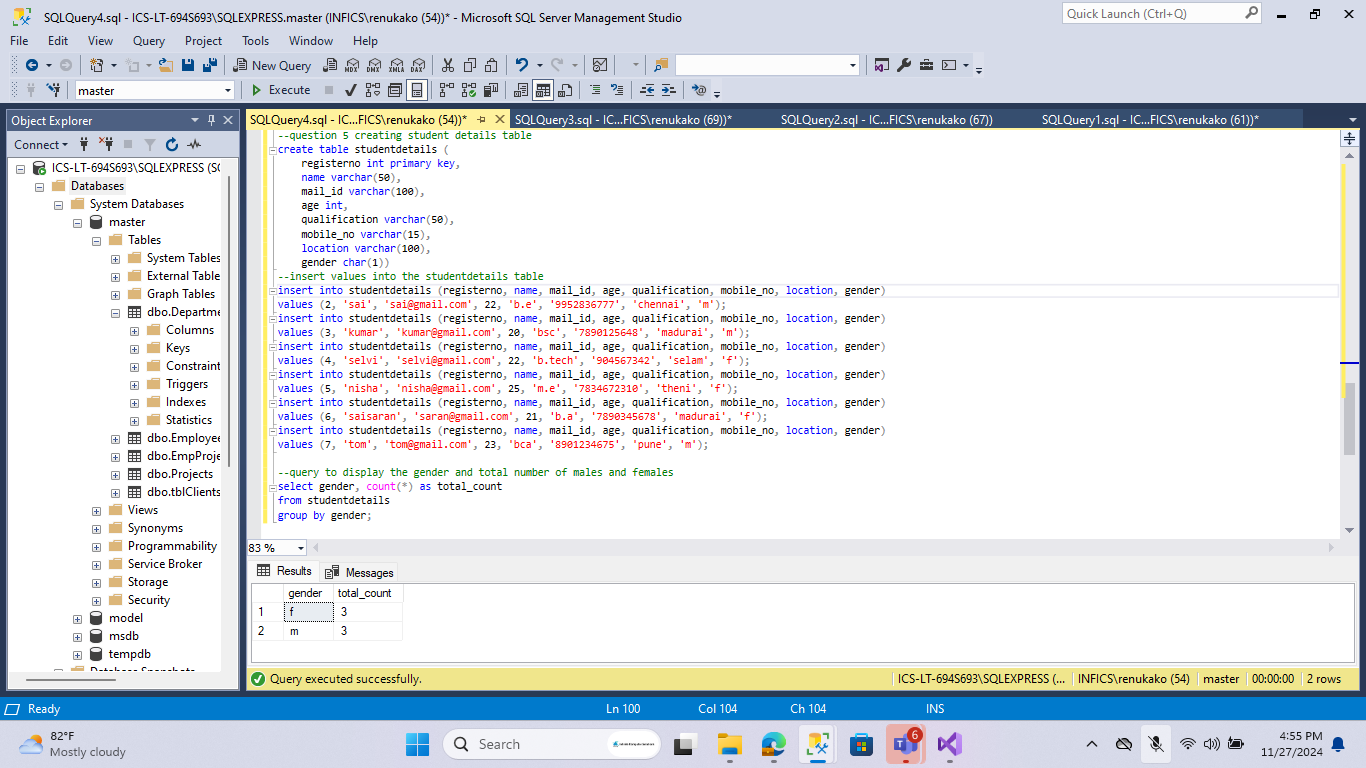 SQLQuery4.sql - ICS-LT-694S693\SQLEXPRESS.master (INFICS\renukako (54))* - Microsoft SQL Server Management Studio
Quick Launch (Ctrl+Q)
File Edit View Query Project Tools Window Help
New Query MDX DMX XMLA DAX
master Execute
Object Explorer
SQLQuery4.sql - IC...FICS\renukako (54))* SQLQuery3.sql - IC...FICS\renukako (69))* SQLQuery2.sql - IC...FICS\renukako (67)) SQLQuery1.sql - IC...FICS\renukako (61))*
Connect
ICS-LT-694S693\SQLEXPRESS (SQ
Databases
System Databases
master
Tables
System Tables
External Table
Graph Tables
dbo.Departme
Columns
Keys
Constraint
Triggers
Indexes
Statistics
dbo.Employee
dbo.EmpProje
dbo.Projects
dbo.tblClients
Views
Synonyms
Programmability
Service Broker
Storage
Security
model
msdb
tempdb
Database Snapshots
--question 5 creating student details table
create table studentdetails (
registerno int primary key,
name varchar(50),
mail_id varchar(100),
age int,
qualification varchar(50),
mobile_no varchar(15),
location varchar(100),
gender char(1))
--insert values into the studentdetails table
insert into studentdetails (registerno, name, mail_id, age, qualification, mobile_no, location, gender)
values (2, 'sai', 'sai@gmail.com', 22, 'b.e', '9952836777', 'chennai', 'm');
insert into studentdetails (registerno, name, mail_id, age, qualification, mobile_no, location, gender)
values (3, 'kumar', 'kumar@gmail.com', 20, 'bsc', '7890125648', 'madurai', 'm');
insert into studentdetails (registerno, name, mail_id, age, qualification, mobile_no, location, gender)
values (4, 'selvi', 'selvi@gmail.com', 22, 'b.tech', '904567342', 'selam', 'f');
insert into studentdetails (registerno, name, mail_id, age, qualification, mobile_no, location, gender)
values (5, 'nisha', 'nisha@gmail.com', 25, 'm.e', '7834672310', 'theni', 'f');
insert into studentdetails (registerno, name, mail_id, age, qualification, mobile_no, location, gender)
values (6, 'saisaran', 'saran@gmail.com', 21, 'b.a', '7890345678', 'madurai', 'f');
insert into studentdetails (registerno, name, mail_id, age, qualification, mobile_no, location, gender)
values (7, 'tom', 'tom@gmail.com', 23, 'bca', '8901234675', 'pune', 'm');
--query to display the gender and total number of males and females
select gender, count(*) as total_count
from studentdetails
group by gender;
83 %
Results Messages
gender total_count
1 f 3
2 m 3
Query executed successfully. ICS-LT-694S693\SQLEXPRESS (... INFICS\renukako (54) master 00:00:00 2 rows
Ready Ln 100 Col 104 Ch 104 INS
82°F
Mostly cloudy
Search
6
4:55 PM
11/27/2024